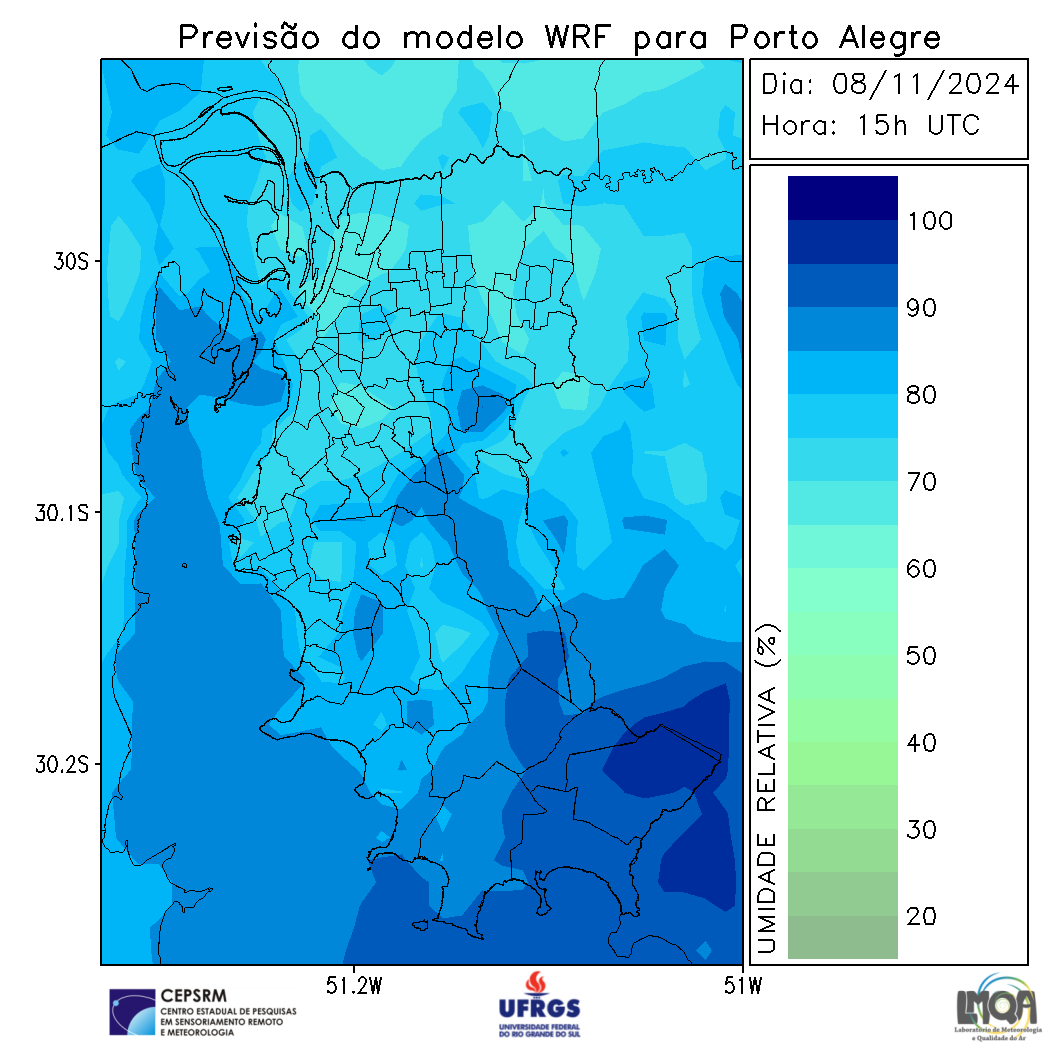 Previsão do modelo WRF para Porto Alegre
Dia: 08/11/2024
Hora: 15h UTC
30S
30.1S
30.2S
51.2W
51W
UMIDADE RELATIVA (%)
100
90
80
70
60
50
40
30
20
CEPSRM
CENTRO ESTADUAL DE PESQUISAS
EM SENSORIAMENTO REMOTO
E METEOROLOGIA
UFRGS
UNIVERSIDADE FEDERAL
DO RIO GRANDE DO SUL
LMQA
Laboratório de Meteorologia
e Qualidade do Ar